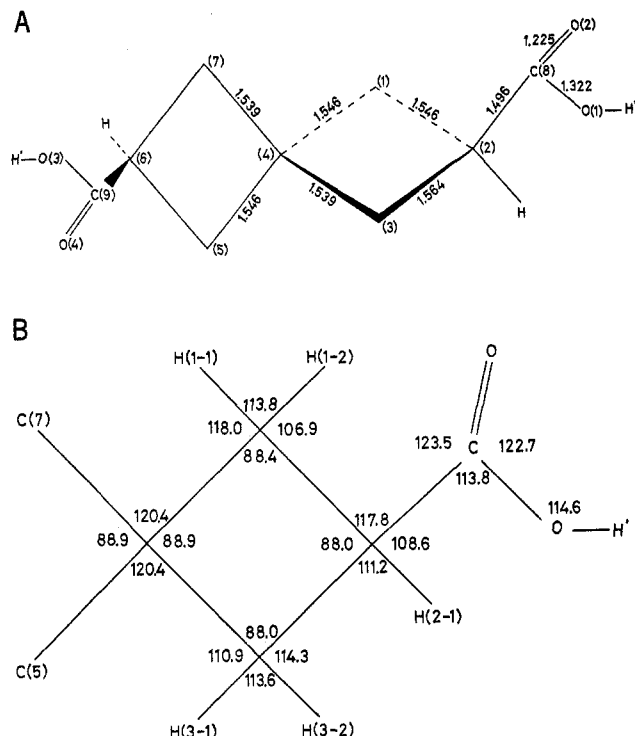 A
O(2)
1.225
(7)
C(8)
(1)
1.322
1.539
1.546
1.546
1.496
O(1)—H'
H
(4)
(2)
H'—O(3)
(6)
C(9)
1.546
1.539
1.564
H
(3)
O(4)
(5)
B
H(1-1) H(1-2)
O
C(7)
113.8
118.0 106.9
88.4
123.5 C 122.7
113.8
114.6
O—H'
120.4
117.8
88.9 88.9
88.0 108.6
120.4
111.2
H(2-1)
88.0
110.9 114.3
113.6
C(5)
H(3-1) H(3-2)